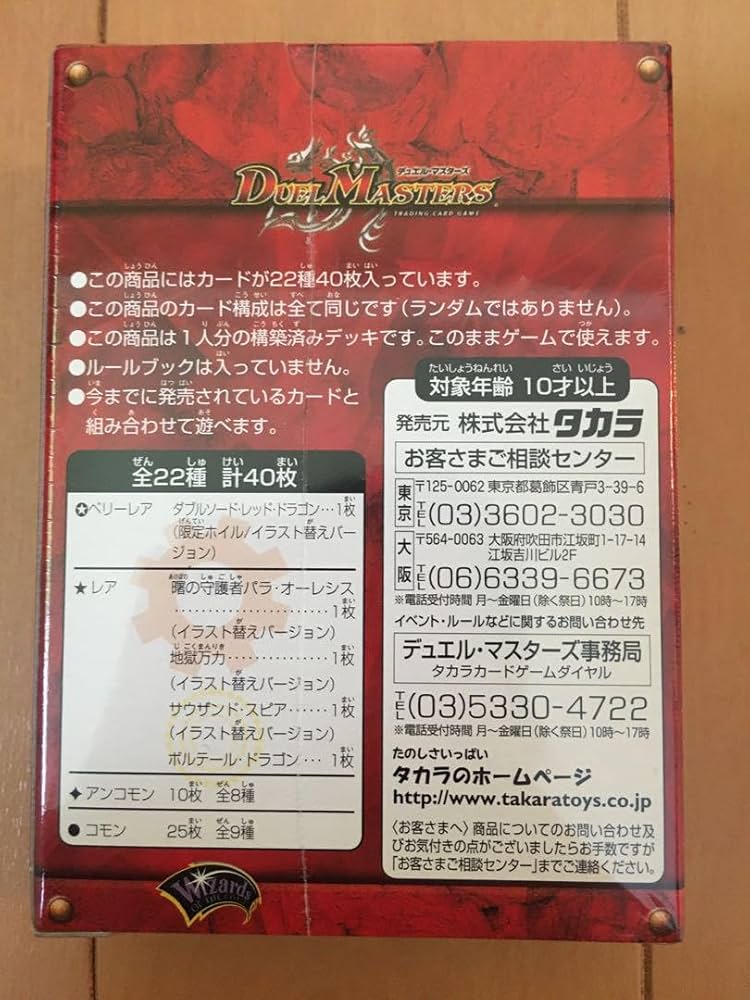 デュエル・マスターズ
DUEL MASTERS
TRADING CARD GAME
●この商品にはカードが22種40枚入っています。
●この商品のカード構成は全て同じです(ランダムではありません)。
●この商品は1人分の構築済みデッキです。このままゲームで使えます。
●ルールブックは入っていません。
●今までに発売されているカードと
組み合わせて遊べます。
全22種 計40枚
✪ベリーレア ダブルソード・レッド・ドラゴン…1枚
(限定ホイル/イラスト替えバー
ジョン)
★レア 曙の守護者パラ・オーレシス
……………………1枚
(イラスト替えバージョン)
地獄万力……………1枚
(イラスト替えバージョン)
サウザンド・スピア……1枚
(イラスト替えバージョン)
ボルテール・ドラゴン…1枚
✦アンコモン 10枚 全8種
●コモン 25枚 全9種
Wizards
OF THE COAST
対象年齢 10才以上
発売元 株式会社タカラ
お客さまご相談センター
東京 〒125-0062 東京都葛飾区青戸3-39-6
TEL(03)3602-3030
大阪 〒564-0063 大阪府吹田市江坂町1-17-14
江坂吉川ビル2F
TEL(06)6339-6673
※電話受付時間 月〜金曜日(除く祭日)10時〜17時
イベント・ルールなどに関するお問い合わせ先
デュエル・マスターズ事務局
タカラカードゲームダイヤル
TEL(03)5330-4722
※電話受付時間 月〜金曜日(除く祭日)10時〜17時
たのしさいっぱい
タカラのホームページ
http://www.takaratoys.co.jp
〈お客さまへ〉商品についてのお問い合わせ及
びお気付きの点がございましたらお手数ですが
「お客さまご相談センター」までご連絡ください。